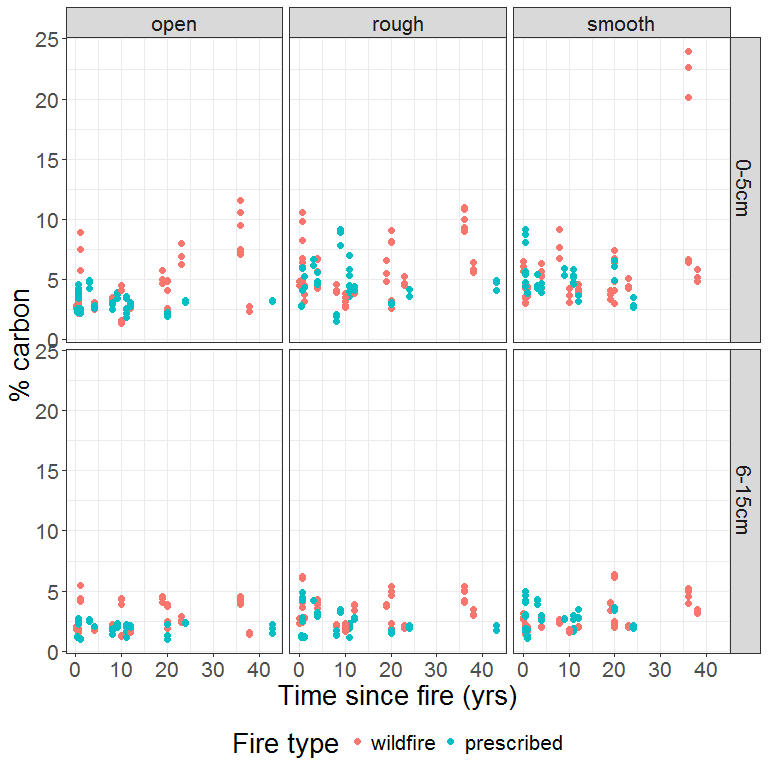 open rough smooth
25
20
15
10
5
0
0-5cm
% carbon
25
20
15
10
5
0
6-15cm
0 10 20 30 40 0 10 20 30 40 0 10 20 30 40
Time since fire (yrs)
Fire type wildfire prescribed